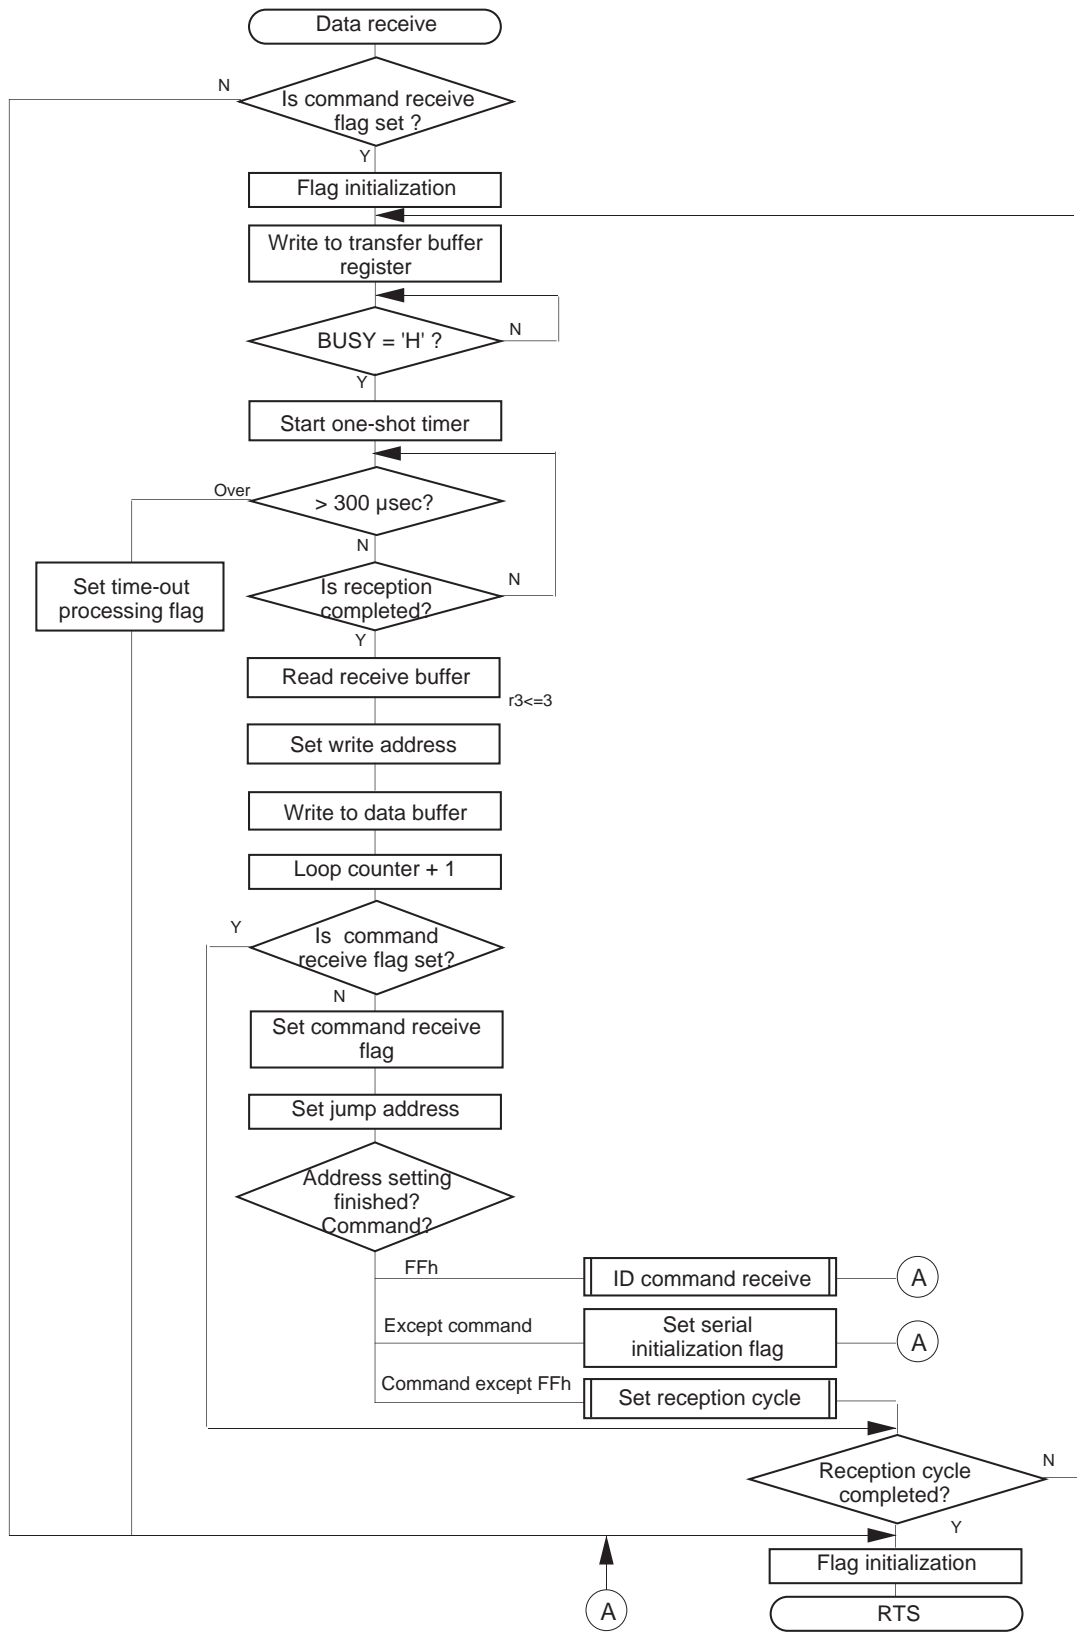 Data receive
N
Is command receive
flag set ?
Y
Flag initialization
Write to transfer buffer
register
BUSY = 'H' ?
N
Y
Start one-shot timer
Over
> 300 μsec?
N
Set time-out
processing flag
Is reception
completed?
N
Y
Read receive buffer
r3<=3
Set write address
Write to data buffer
Loop counter + 1
Y
Is command
receive flag set?
N
Set command receive
flag
Set jump address
Address setting
finished?
Command?
FFh
ID command receive
A
Except command
Set serial
initialization flag
A
Command except FFh
Set reception cycle
Reception cycle
completed?
N
Y
Flag initialization
A
RTS